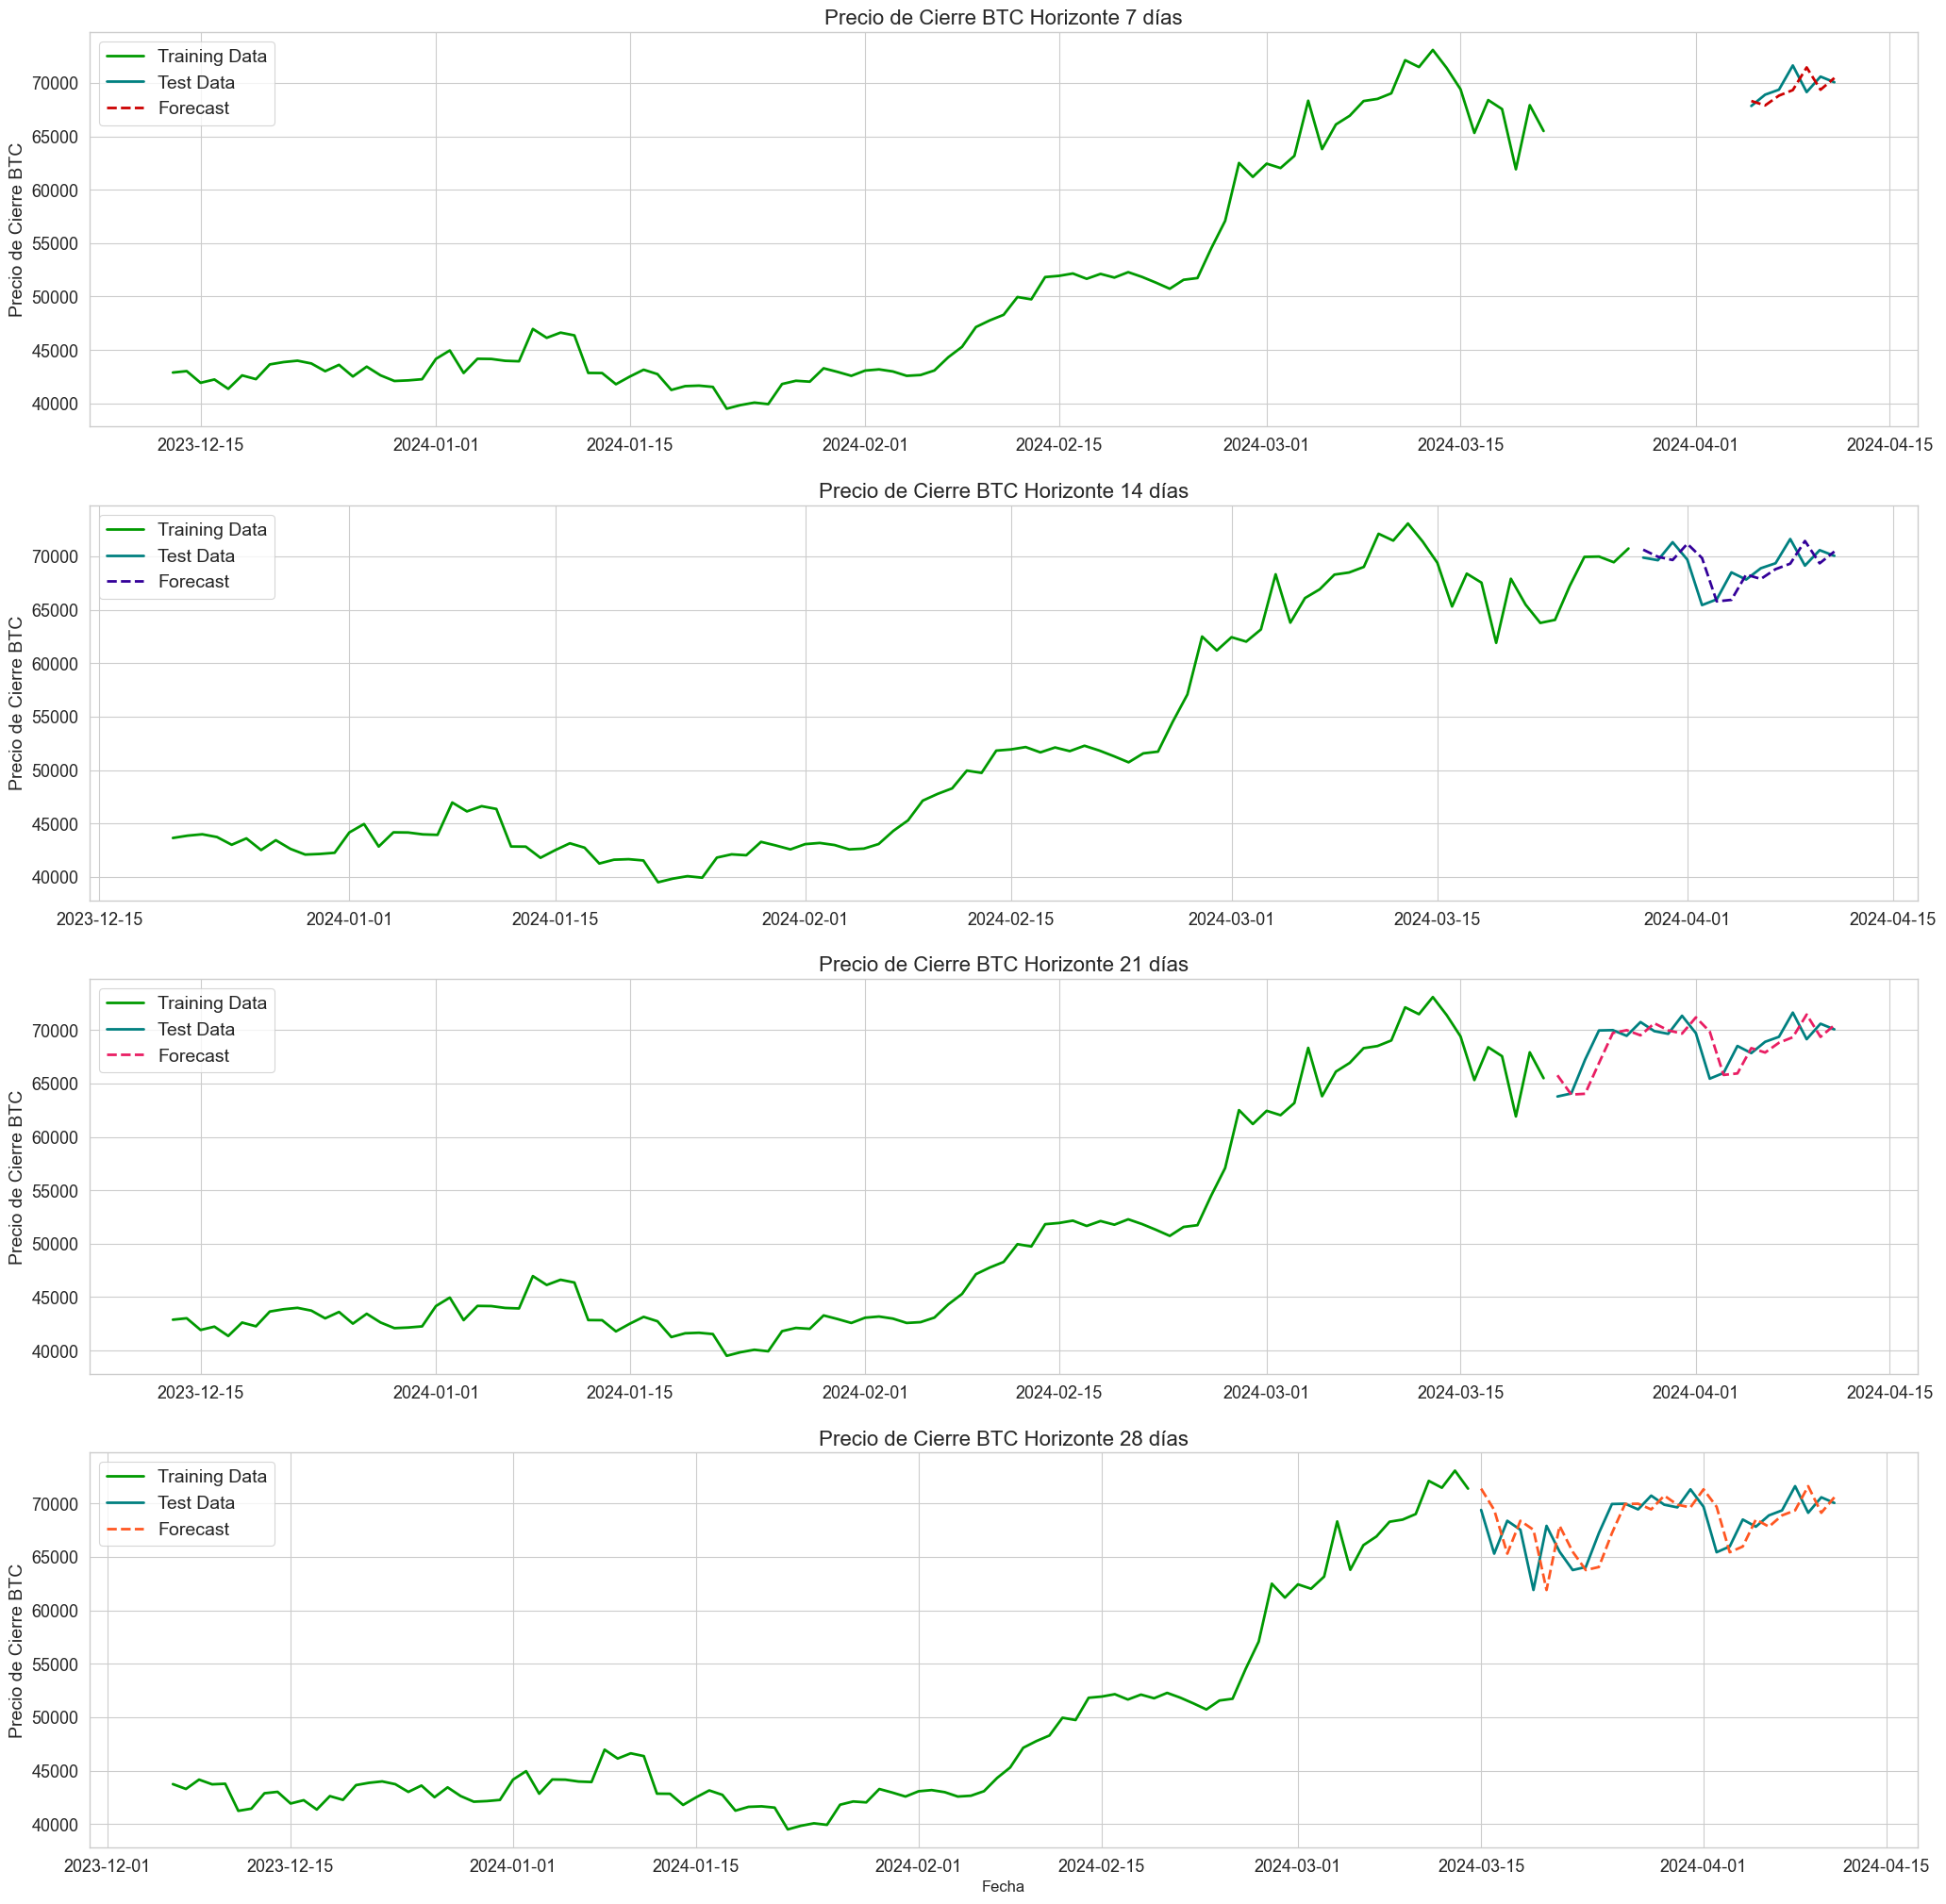 Precio de Cierre BTC Horizonte 7 días
Precio de Cierre BTC
Training Data
Test Data
Forecast
70000
65000
60000
55000
50000
45000
40000
2023-12-15 2024-01-01 2024-01-15 2024-02-01 2024-02-15 2024-03-01 2024-03-15 2024-04-01 2024-04-15
Precio de Cierre BTC Horizonte 14 días
Precio de Cierre BTC
Training Data
Test Data
Forecast
70000
65000
60000
55000
50000
45000
40000
2023-12-15 2024-01-01 2024-01-15 2024-02-01 2024-02-15 2024-03-01 2024-03-15 2024-04-01 2024-04-15
Precio de Cierre BTC Horizonte 21 días
Precio de Cierre BTC
Training Data
Test Data
Forecast
70000
65000
60000
55000
50000
45000
40000
2023-12-15 2024-01-01 2024-01-15 2024-02-01 2024-02-15 2024-03-01 2024-03-15 2024-04-01 2024-04-15
Precio de Cierre BTC Horizonte 28 días
Precio de Cierre BTC
Training Data
Test Data
Forecast
70000
65000
60000
55000
50000
45000
40000
2023-12-01 2023-12-15 2024-01-01 2024-01-15 2024-02-01 2024-02-15 2024-03-01 2024-03-15 2024-04-01 2024-04-15
Fecha